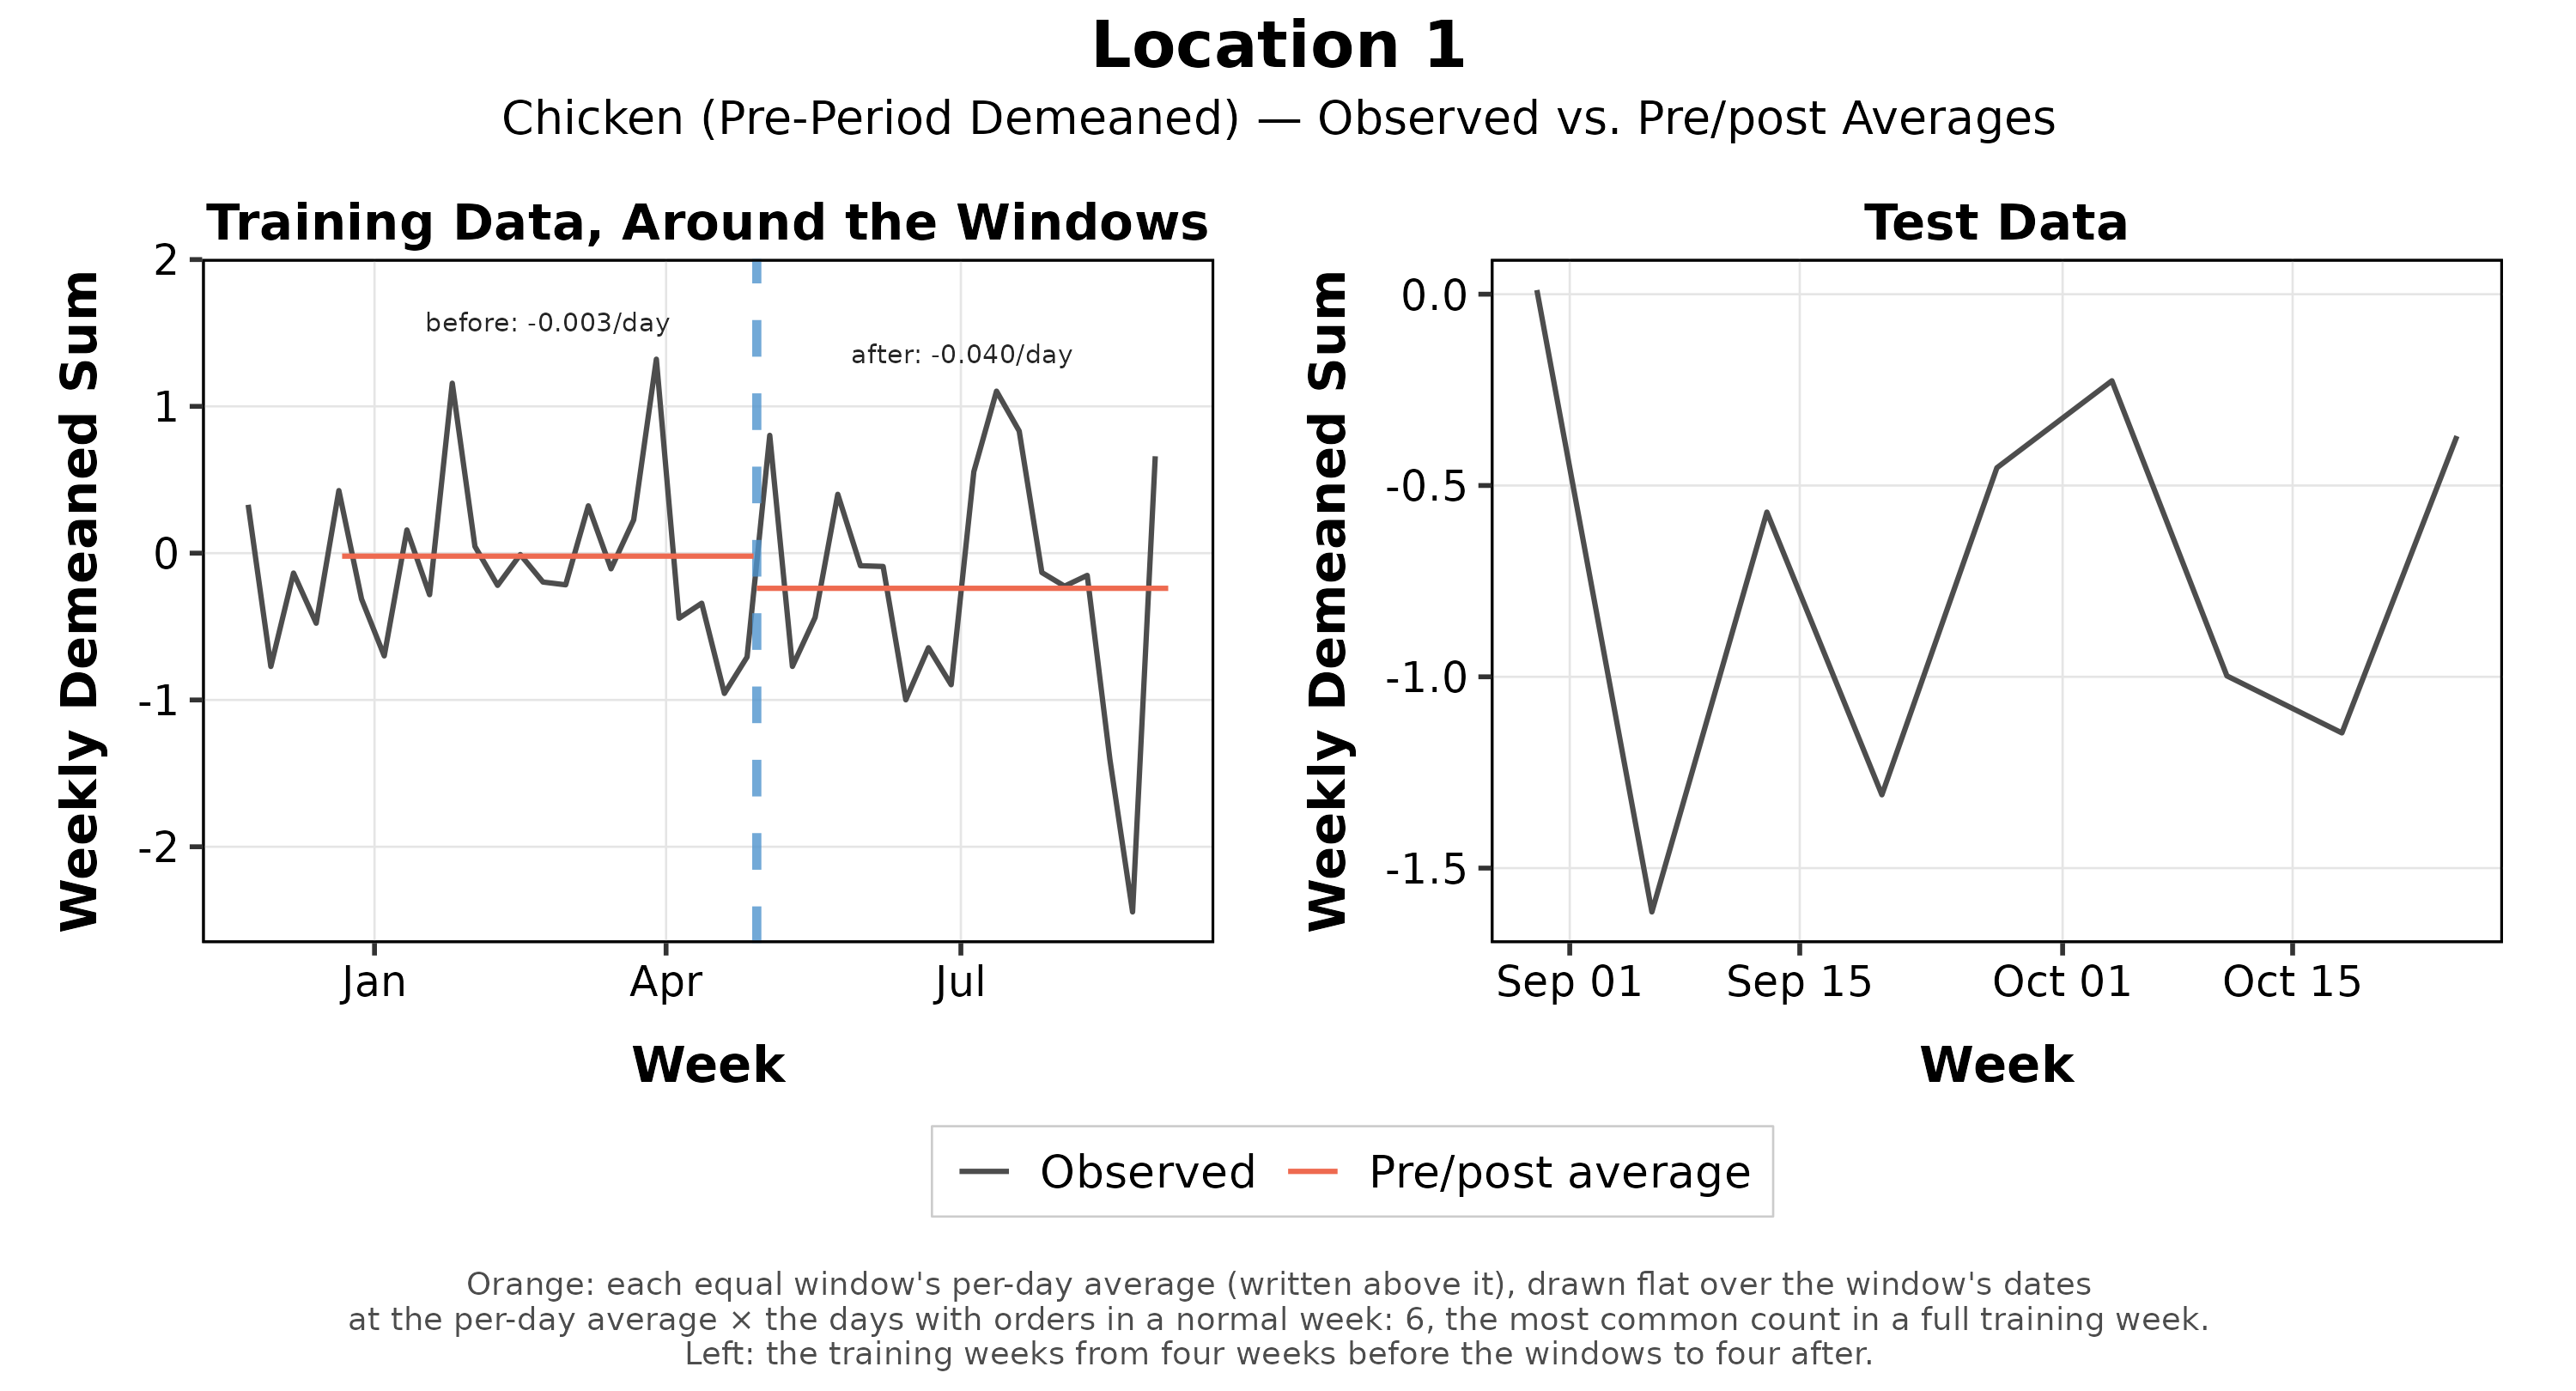 Location 1
Chicken (Pre-Period Demeaned) — Observed vs. Pre/post Averages
Training Data, Around the Windows
Weekly Demeaned Sum
2
1
0
-1
-2
before: -0.003/day
after: -0.040/day
Jan
Apr
Jul
Week
Test Data
Weekly Demeaned Sum
0.0
-0.5
-1.0
-1.5
Sep 01
Sep 15
Oct 01
Oct 15
Week
Observed
Pre/post average
Orange: each equal window's per-day average (written above it), drawn flat over the window's dates
at the per-day average × the days with orders in a normal week: 6, the most common count in a full training week.
Left: the training weeks from four weeks before the windows to four after.